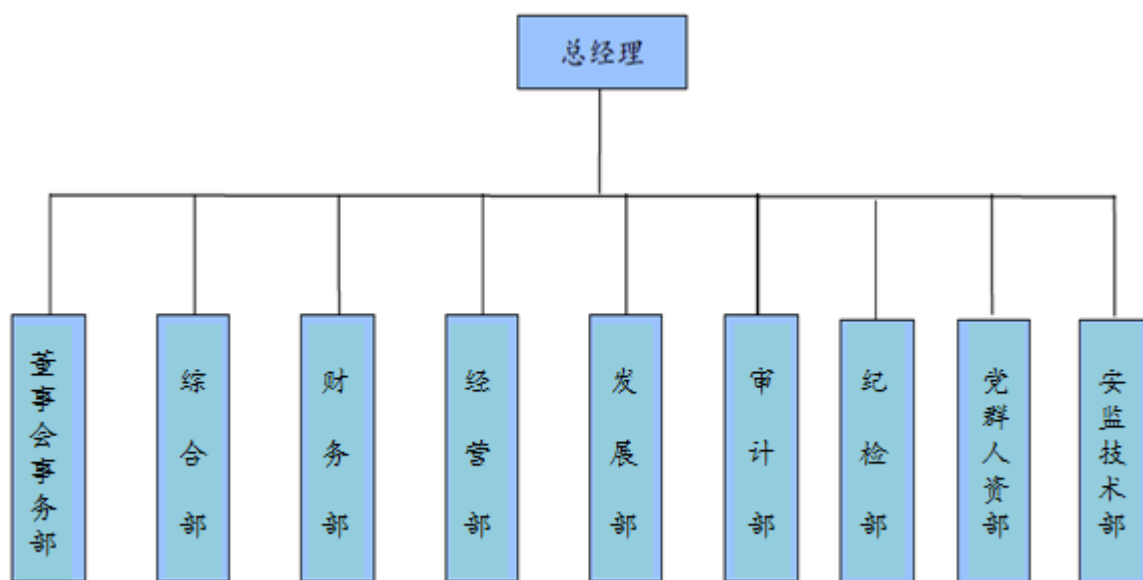 总经理
董事会事务部
综合部
财务部
经营部
发展部
审计部
纪检部
党群人资部
安监技术部